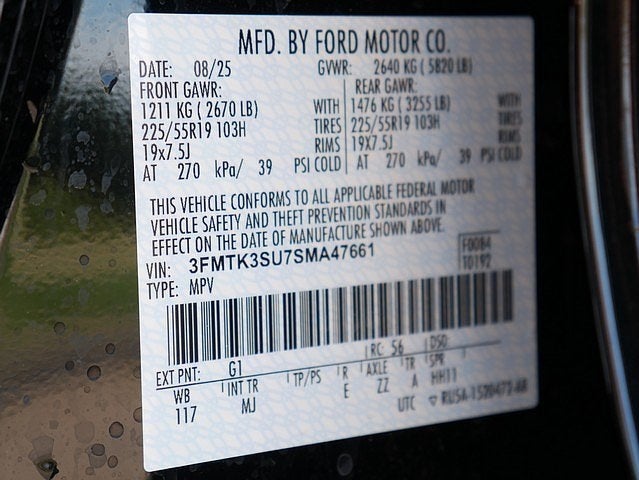 MFD. BY FORD MOTOR CO.
DATE: 08/25 GVWR: 2640 KG ( 5820 LB)
FRONT GAWR: REAR GAWR:
1211 KG ( 2670 LB) WITH 1476 KG ( 3255 LB) WITH
225/55R19 103H TIRES 225/55R19 103H TIRES
19x7.5J RIMS 19X7.5J RIMS
AT 270 kPa/ 39 PSI COLD AT 270 kPa/ 39 PSI COLD
THIS VEHICLE CONFORMS TO ALL APPLICABLE FEDERAL MOTOR
VEHICLE SAFETY AND THEFT PREVENTION STANDARDS IN
EFFECT ON THE DATE OF MANUFACTURE SHOWN ABOVE.
VIN: 3FMTK3SU7SMA47661 F0084
TYPE: MPV T0192
EXT PNT: G1 RC: 56 DSO:
WB INT TR TP/PS R AXLE TR SPR
117 MJ E ZZ A HH11
UTC